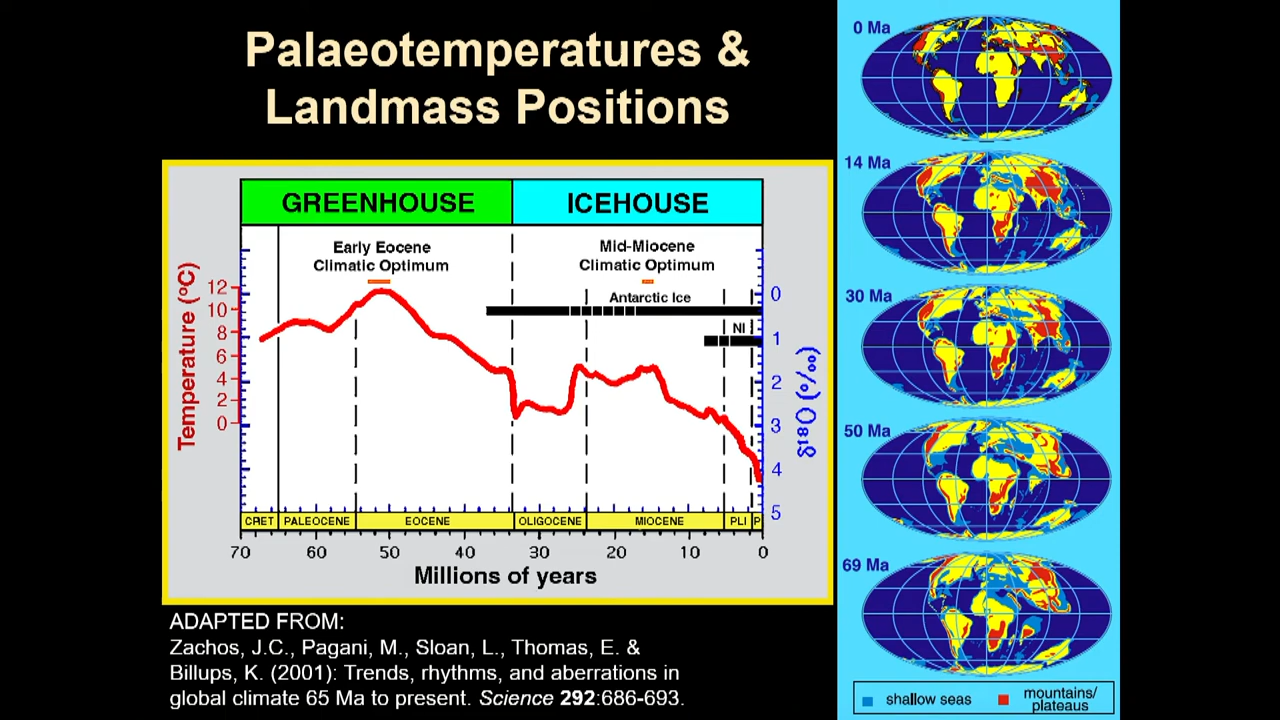 Palaeotemperatures &
Landmass Positions
GREENHOUSE
ICEHOUSE
Early Eocene
Climatic Optimum
Mid-Miocene
Climatic Optimum
Antarctic Ice
NI
Temperature (°C)
12
10
8
6
4
2
0
0
1
2
3
4
5
δ18O (°/∞)
CRET
PALEOCENE
EOCENE
OLIGOCENE
MIOCENE
PLI
P
70
60
50
40
30
20
10
0
Millions of years
ADAPTED FROM:
Zachos, J.C., Pagani, M., Sloan, L., Thomas, E. &
Billups, K. (2001): Trends, rhythms, and aberrations in
global climate 65 Ma to present. Science 292:686-693.
0 Ma
14 Ma
30 Ma
50 Ma
69 Ma
shallow seas
mountains/
plateaus